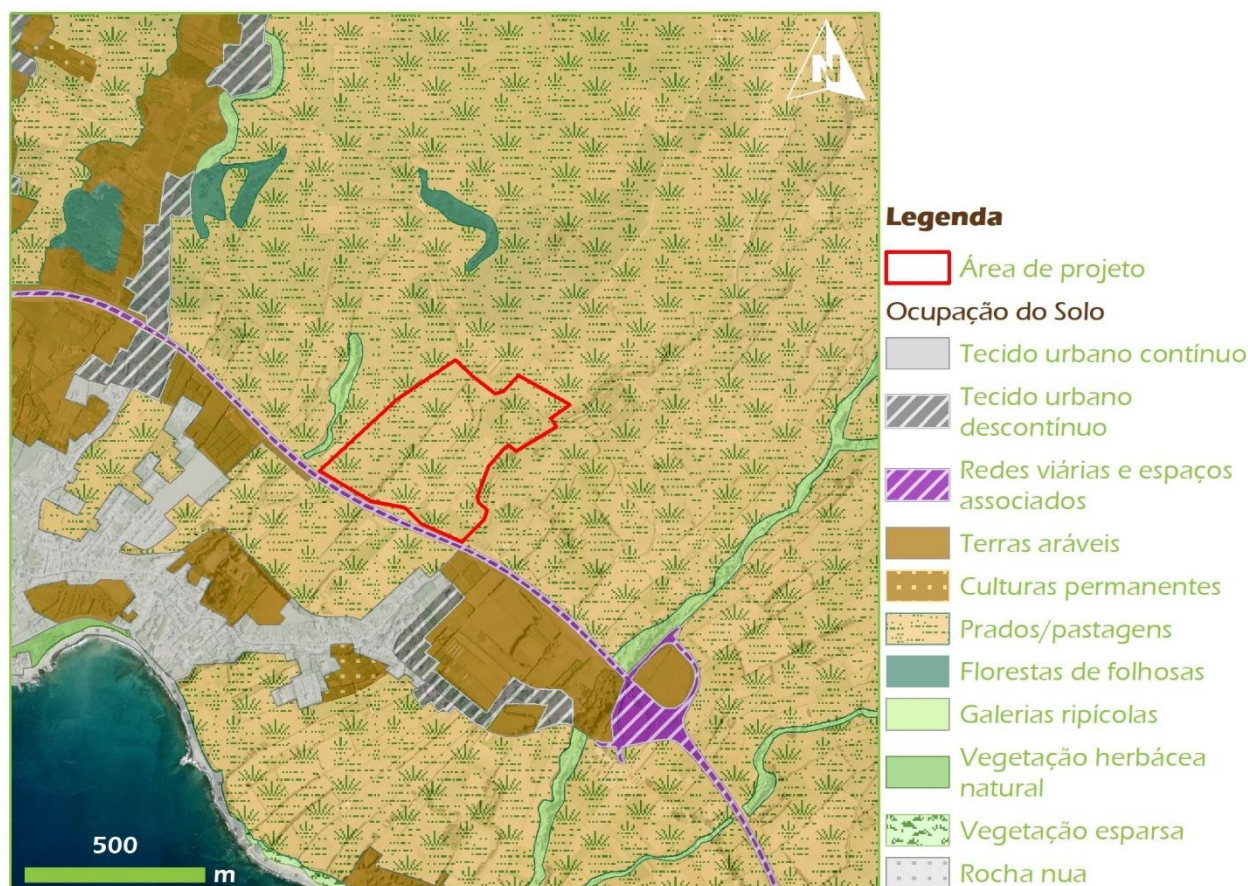 N
500
m
Legenda
Área de projeto
Ocupação do Solo
Tecido urbano contínuo
Tecido urbano
descontínuo
Redes viárias e espaços
associados
Terras aráveis
Culturas permanentes
Prados/pastagens
Florestas de folhosas
Galerias ripícolas
Vegetação herbácea
natural
Vegetação esparsa
Rocha nua